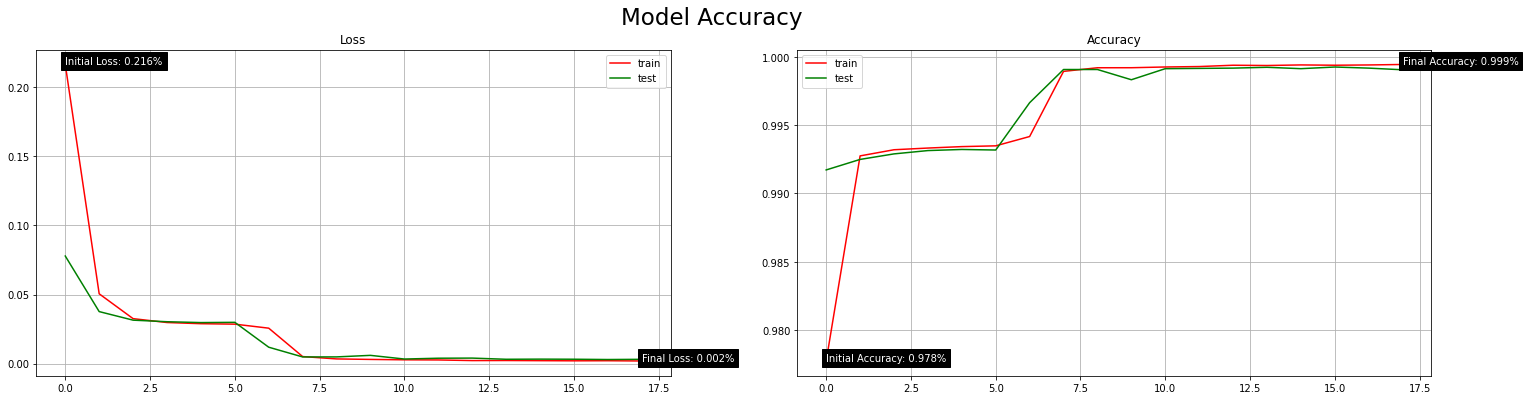 Model Accuracy
Loss
Initial Loss: 0.216%
train
test
0.20
0.15
0.10
0.05
0.00
Final Loss: 0.002%
0.0 2.5 5.0 7.5 10.0 12.5 15.0 17.5
Accuracy
train
test
Final Accuracy: 0.999%
1.000
0.995
0.990
0.985
0.980
Initial Accuracy: 0.978%
0.0 2.5 5.0 7.5 10.0 12.5 15.0 17.5